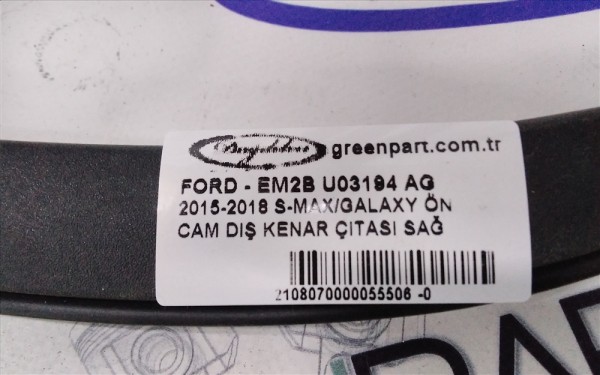 greenpart.com.tr
FORD - EM2B U03194 AG
2015-2018 S-MAX/GALAXY ÖN
CAM DIŞ KENAR ÇITASI SAĞ
2108070000055506 -0